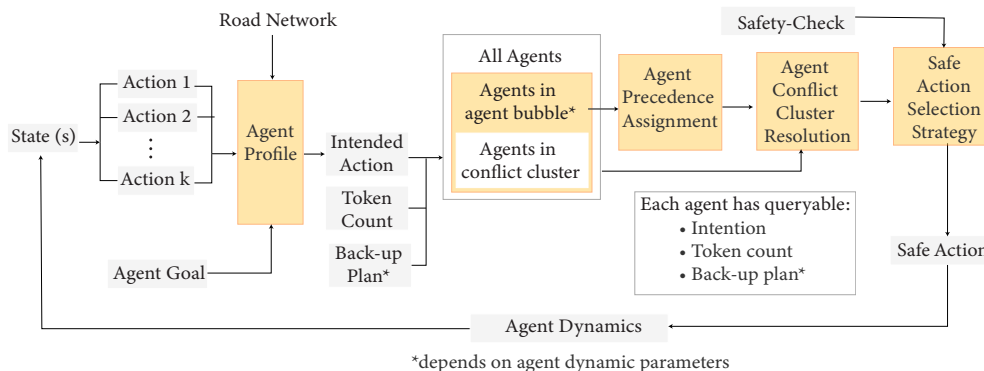 Road Network
Safety-Check
State (s)
Action 1
Action 2
⋮
Action k
Agent
Profile
Agent Goal
Intended
Action
Token
Count
Back-up
Plan*
All Agents
Agents in
agent bubble*
Agents in
conflict cluster
Agent
Precedence
Assignment
Agent
Conflict
Cluster
Resolution
Safe
Action
Selection
Strategy
Each agent has queryable:
• Intention
• Token count
• Back-up plan*
Safe Action
Agent Dynamics
*depends on agent dynamic parameters